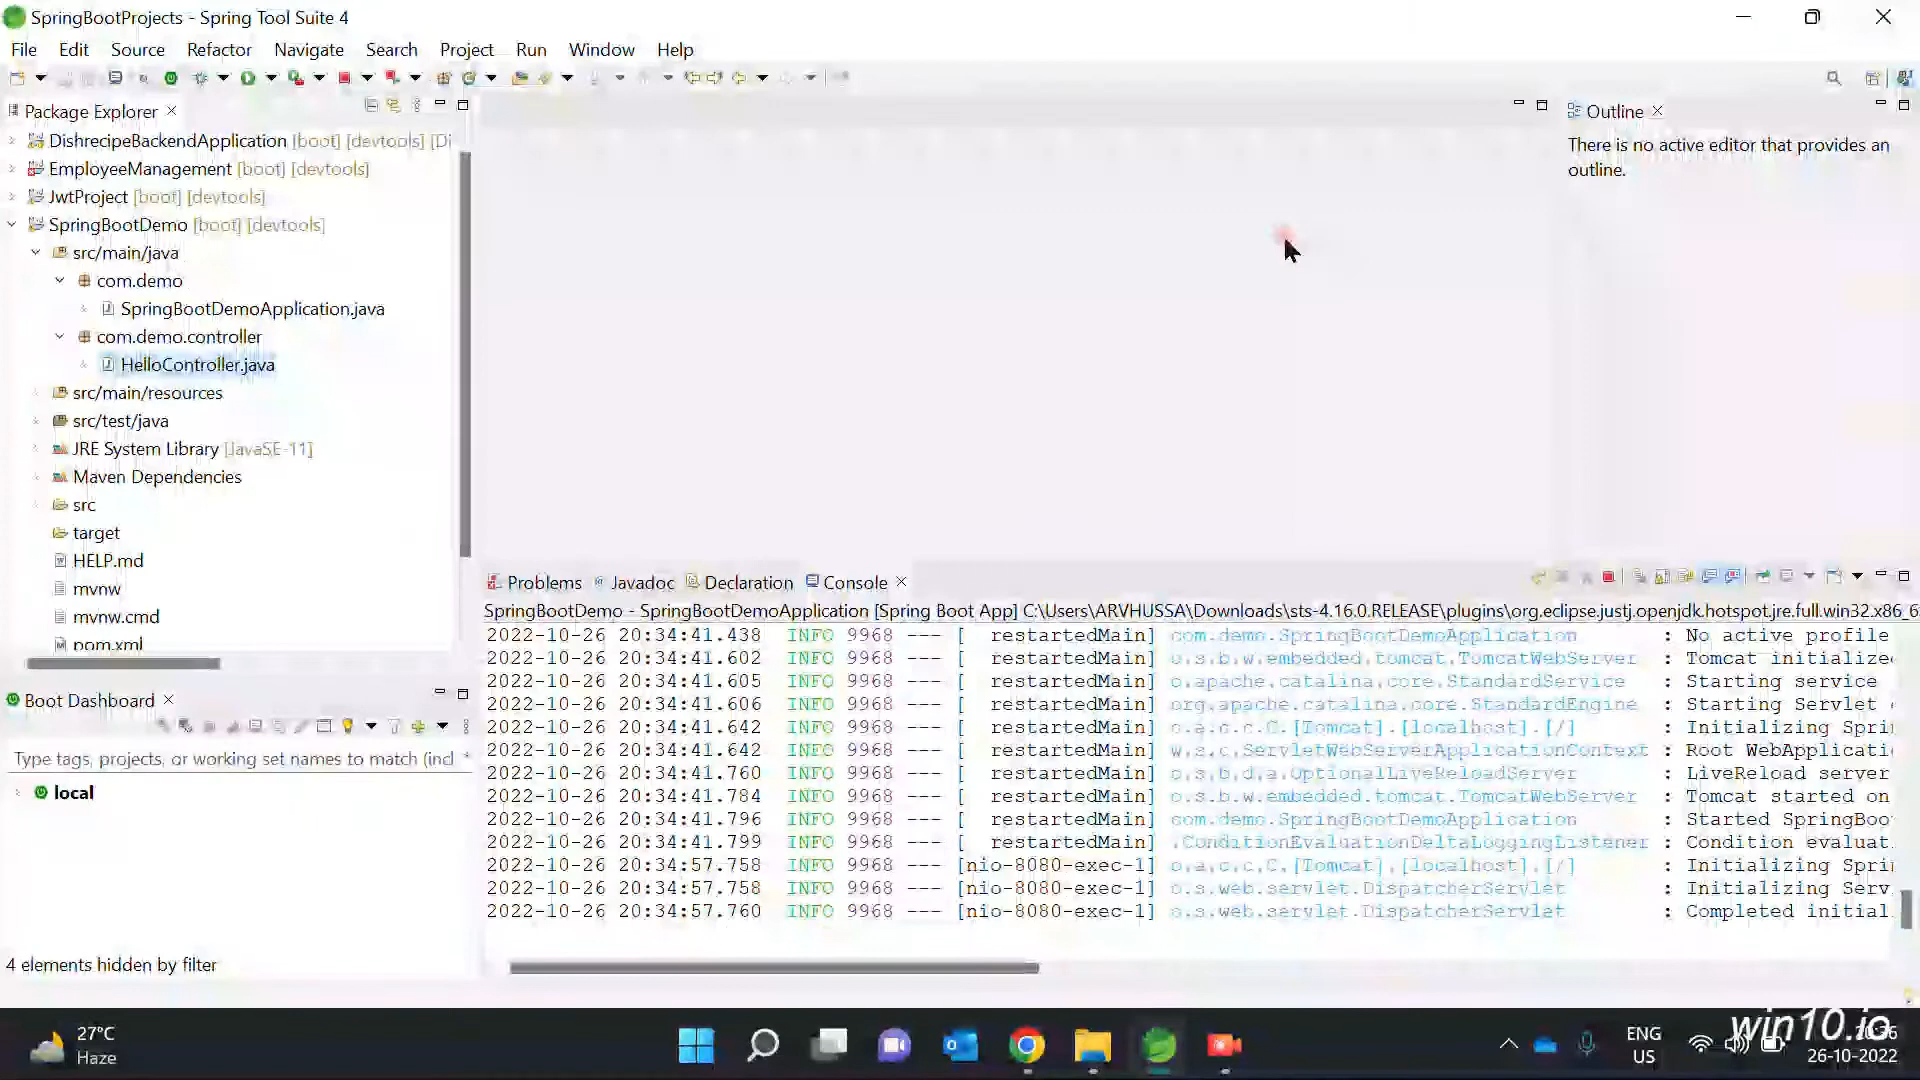 SpringBootProjects - Spring Tool Suite 4
File Edit Source Refactor Navigate Search Project Run Window Help
Package Explorer
DishrecipeBackendApplication [boot] [devtools] [Di
EmployeeManagement [boot] [devtools]
JwtProject [boot] [devtools]
SpringBootDemo [boot] [devtools]
src/main/java
com.demo
SpringBootDemoApplication.java
com.demo.controller
HelloController.java
src/main/resources
src/test/java
JRE System Library [JavaSE-11]
Maven Dependencies
src
target
HELP.md
mvnw
mvnw.cmd
pom.xml
Outline
There is no active editor that provides an
outline.
Boot Dashboard
Type tags, projects, or working set names to match (incl
local
4 elements hidden by filter
Problems Javadoc Declaration Console
SpringBootDemo - SpringBootDemoApplication [Spring Boot App] C:\Users\ARVHUSSA\Downloads\sts-4.16.0.RELEASE\plugins\org.eclipse.justj.openjdk.hotspot.jre.full.win32.x86_6
2022-10-26 20:34:41.438 INFO 9968 --- [ restartedMain] com.demo.SpringBootDemoApplication : No active profile
2022-10-26 20:34:41.602 INFO 9968 --- [ restartedMain] o.s.b.w.embedded.tomcat.TomcatWebServer : Tomcat initialized
2022-10-26 20:34:41.605 INFO 9968 --- [ restartedMain] o.apache.catalina.core.StandardService : Starting service
2022-10-26 20:34:41.606 INFO 9968 --- [ restartedMain] org.apache.catalina.core.StandardEngine : Starting Servlet
2022-10-26 20:34:41.642 INFO 9968 --- [ restartedMain] o.a.c.c.C.[Tomcat].[localhost].[/] : Initializing Spri
2022-10-26 20:34:41.642 INFO 9968 --- [ restartedMain] w.s.c.ServletWebServerApplicationContext : Root WebApplicati
2022-10-26 20:34:41.760 INFO 9968 --- [ restartedMain] o.s.b.d.a.OptionalLiveReloadServer : LiveReload server
2022-10-26 20:34:41.784 INFO 9968 --- [ restartedMain] o.s.b.w.embedded.tomcat.TomcatWebServer : Tomcat started on
2022-10-26 20:34:41.796 INFO 9968 --- [ restartedMain] com.demo.SpringBootDemoApplication : Started SpringBoo
2022-10-26 20:34:41.799 INFO 9968 --- [ restartedMain] .ConditionEvaluationDeltaLoggingListener : Condition evaluat
2022-10-26 20:34:57.758 INFO 9968 --- [nio-8080-exec-1] o.a.c.c.C.[Tomcat].[localhost].[/] : Initializing Spri
2022-10-26 20:34:57.758 INFO 9968 --- [nio-8080-exec-1] o.s.web.servlet.DispatcherServlet : Initializing Serv
2022-10-26 20:34:57.760 INFO 9968 --- [nio-8080-exec-1] o.s.web.servlet.DispatcherServlet : Completed initial
27°C
Haze
ENG
US
win10.io
26-10-2022